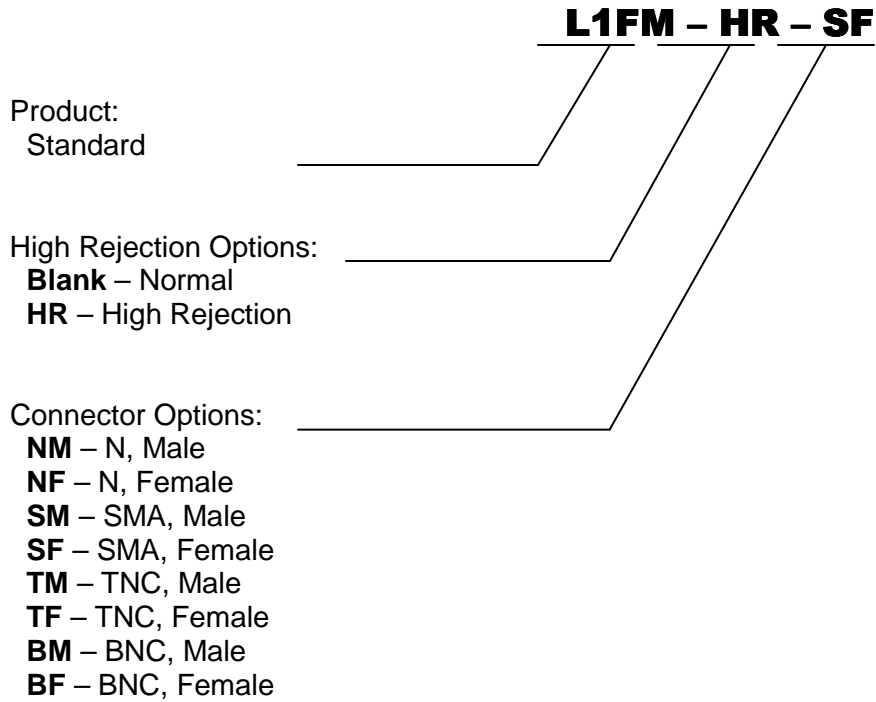 L1FM – HR – SF
Product:
Standard
High Rejection Options:
Blank – Normal
HR – High Rejection
Connector Options:
NM – N, Male
NF – N, Female
SM – SMA, Male
SF – SMA, Female
TM – TNC, Male
TF – TNC, Female
BM – BNC, Male
BF – BNC, Female